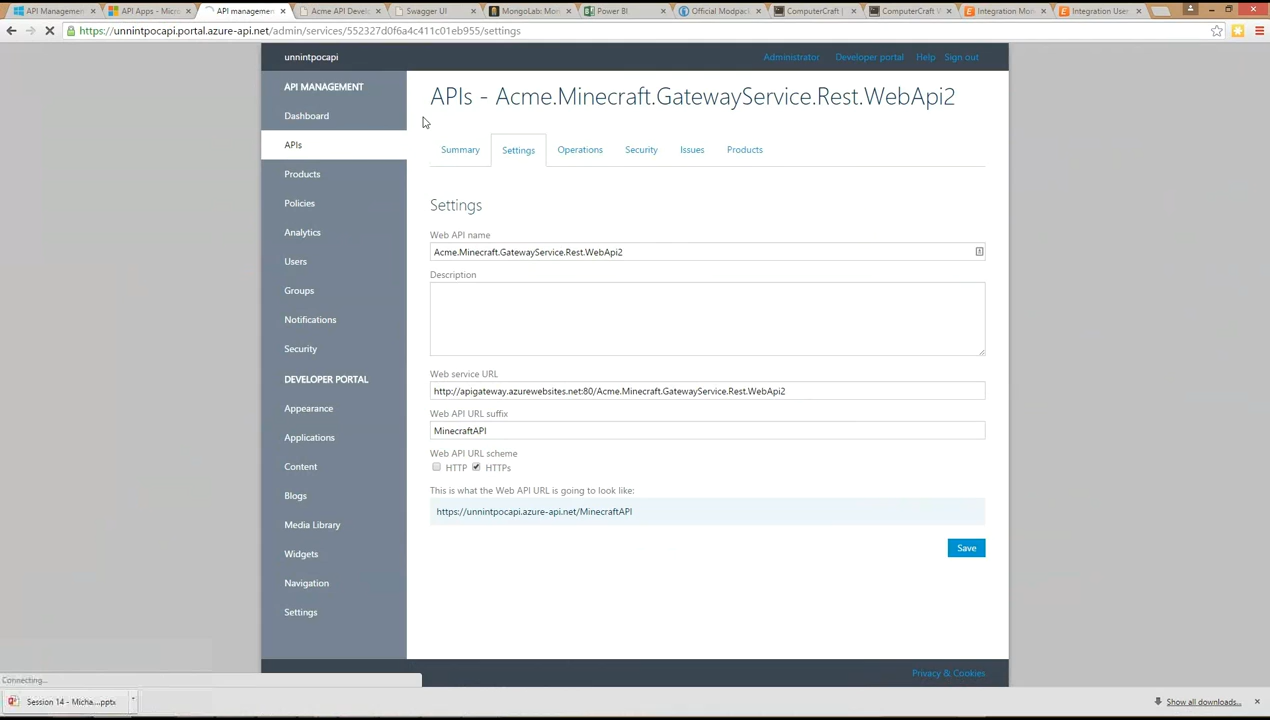 API Management
API Apps - Micro
API management
Acme API Devel
Swagger UI
MongoLab: Mon
Power BI
Official Modpack
ComputerCraft |
ComputerCraft W
Integration Mon
Integration User
https://unnintpocapi.portal.azure-api.net/admin/services/552327d0f6a4c411c01eb955/settings
unnintpocapi
Administrator
Developer portal
Help
Sign out
API MANAGEMENT
Dashboard
APIs
Products
Policies
Analytics
Users
Groups
Notifications
Security
DEVELOPER PORTAL
Appearance
Applications
Content
Blogs
Media Library
Widgets
Navigation
Settings
APIs - Acme.Minecraft.GatewayService.Rest.WebApi2
Summary
Settings
Operations
Security
Issues
Products
Settings
Web API name
Acme.Minecraft.GatewayService.Rest.WebApi2
Description
Web service URL
http://apigateway.azurewebsites.net:80/Acme.Minecraft.GatewayService.Rest.WebApi2
Web API URL suffix
MinecraftAPI
Web API URL scheme
HTTP HTTPs
This is what the Web API URL is going to look like:
https://unnintpocapi.azure-api.net/MinecraftAPI
Save
Privacy & Cookies
Connecting...
Session 14 - Micha....pptx
Show all downloads...